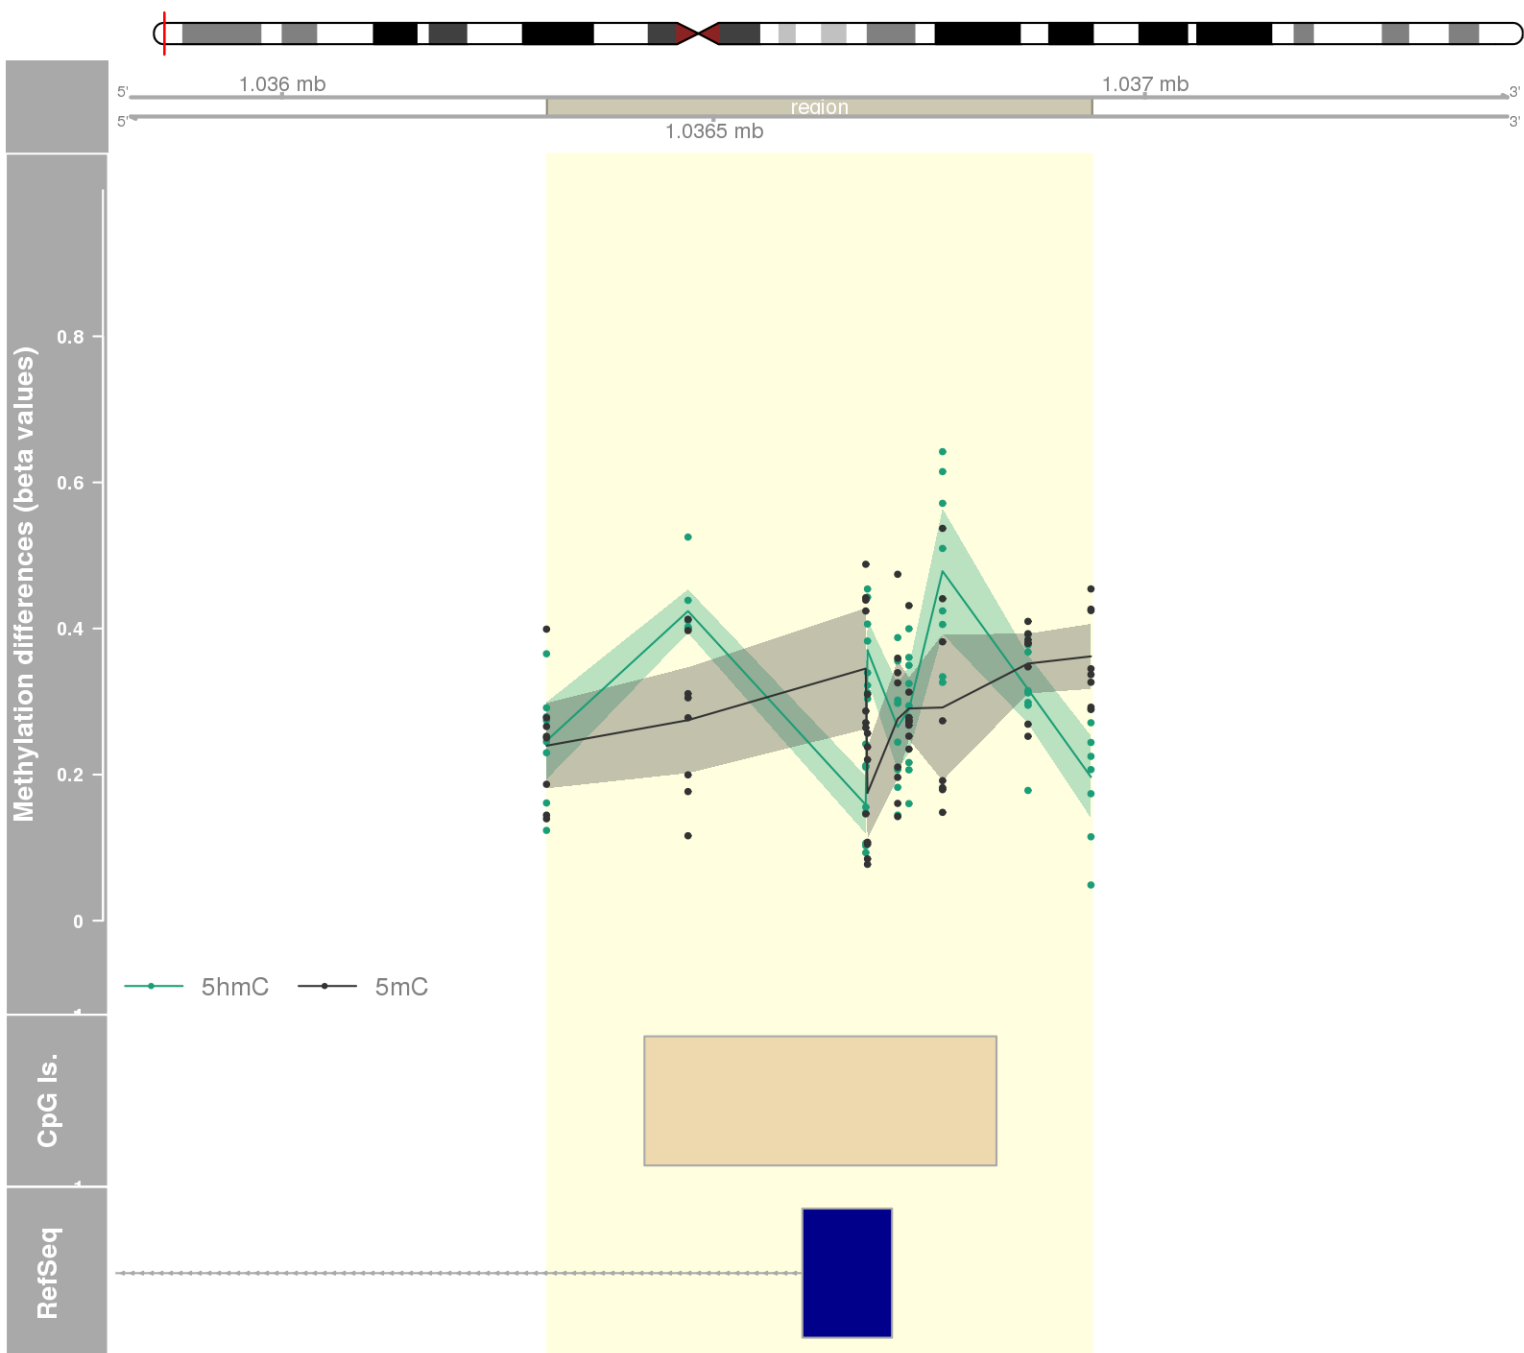 1.036 mb
1.037 mb
5'
3'
region
5'
3'
1.0365 mb
Methylation differences (beta values)
0.8
0.6
0.4
0.2
0
5hmC
5mC
CpG Is.
RefSeq